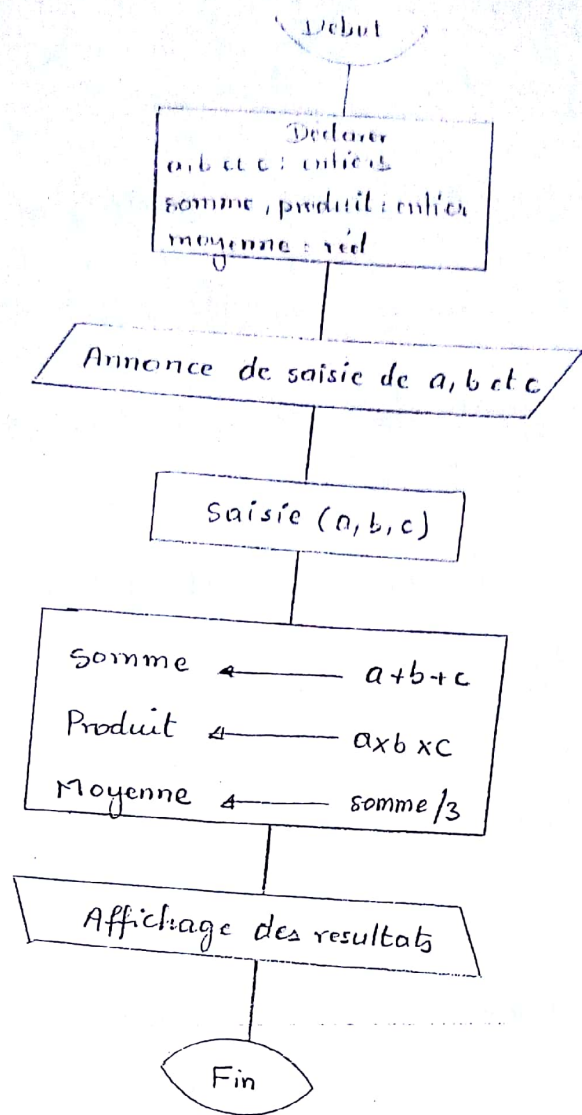 Debut
Declarer
a, b et c : entiers
somme, produit : entier
moyenne : réel
Annonce de saisie de a, b et c
Saisie (a, b, c)
Somme ← a+b+c
Produit ← a×b×c
Moyenne ← somme/3
Affichage des resultats
Fin